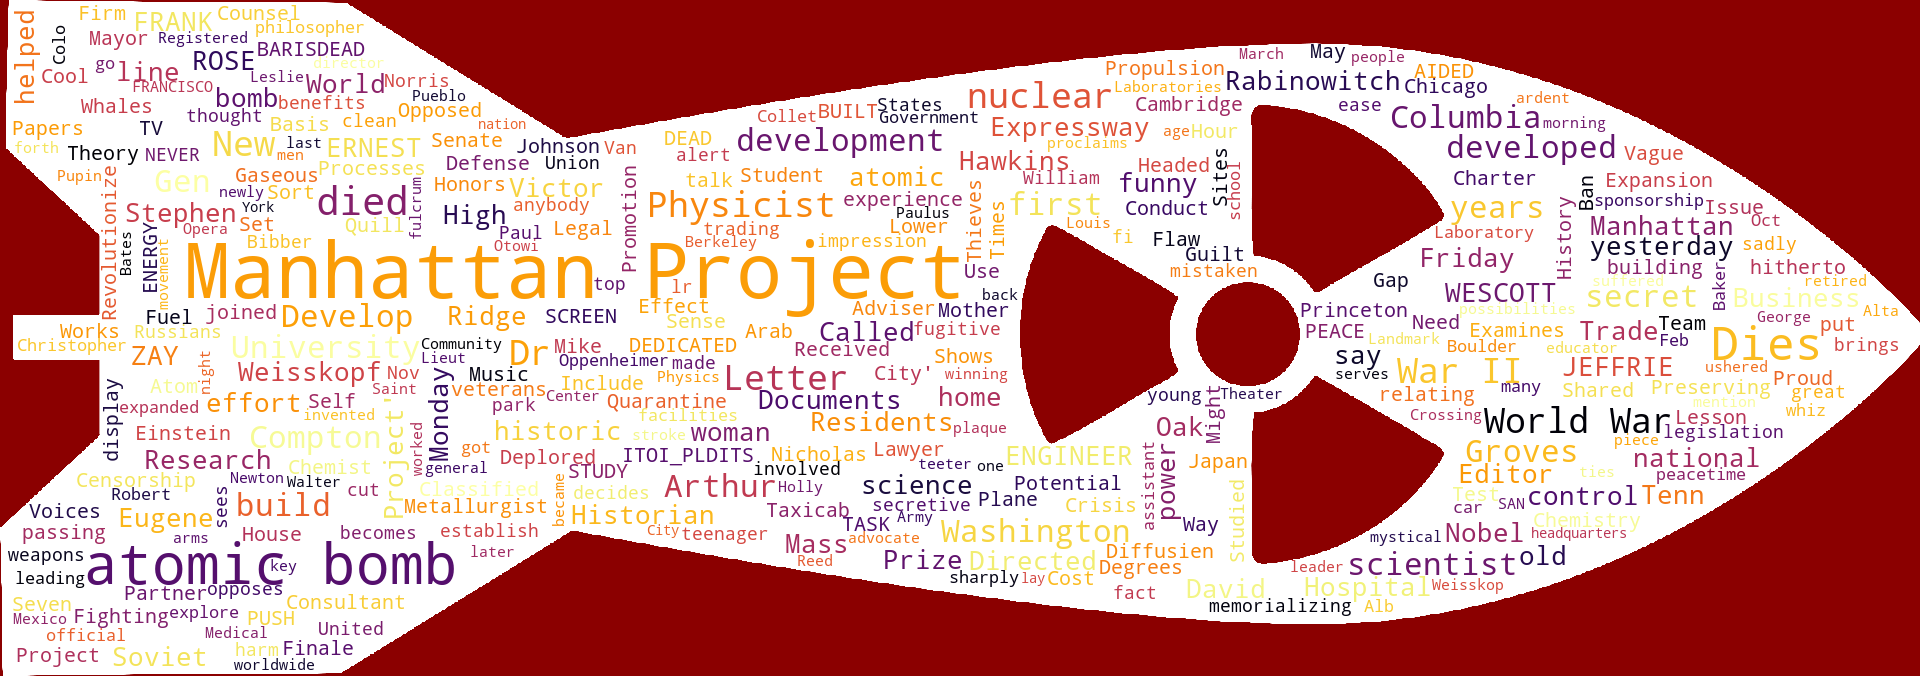 helped
Colo
Firm
FRANK
Counsel
philosopher
Mayor
Registered
go
line
ROSE
BARISDEAD
director
Cool
FRANCISCO
Leslie
World
Norris
Whales
bomb
benefits
Pueblo
thought
Opposed
Papers
TV
Basis
clean
nation
forth
Theory
NEVER
New
last
men
ERNEST
Senate
Johnson
Van
Defense
Union
Pupin
Gen
Gaseous
Processes
newly
Sort
died
fulcrum
Honors
Victor
anybody
Revolutionize
Stephen
York
Set
Quill
High
Paul
Legal
Promotion
Opera
Bates
ENERGY
movement
Bibber
Otowi
Manhattan Project
top
lr
Fuel
joined
Develop
Ridge
SCREEN
Effect
Sense
Works
Russians
Christopher
ZAY
University
Community
Lieut
Dr
Mike
DEDICATED
Arab
Oppenheimer
made
night
Atom
Weisskopf
Nov
Saint
Monday
Music
veterans
Include
Physics
Center
Quarantine
Letter
display
expanded
effort
Self
invented
park
facilities
Documents
Einstein
Compton
Project'
worked
historic
stroke
woman
Residents
plaque
got
Research
Chemist
general
Deplored
ITOI_PLDITS
Nicholas
Lawyer
STUDY
involved
teeter
one
Censorship
Newton
Walter
cut
Classified
became
decides
Arthur
Holly
science
Robert
sees
build
Metallurgist
Historian
Taxicab
secretive
Plane
Voices
Eugene
passing
arms
House
becomes
establish
City
teenager
TASK
Army
advocate
Washington
weapons
atomic bomb
key
later
Mass
Reed
Prize
Directed
leading
Partner
opposes
sharply
lay
Cost
Seven
Consultant
Mexico
Fighting
explore
PUSH
official
Medical
United
Project
Soviet
harm
Finale
worldwide
March
May
people
Propulsion
Laboratories
Rabinowitch
AIDED
Chicago
nuclear
Cambridge
ease
ardent
Collet
BUILT
States
Government
Columbia
morning
DEAD
development
Expressway
age
Hour
proclaims
developed
Vague
alert
Hawkins
Headed
Sites
school
talk
Student
atomic
William
funny
Charter
Ban
Expansion
Physicist
experience
Thieves
Times
first
Conduct
years
History
sponsorship
Issue
Oct
Paulus
trading
Lower
Louis
Laboratory
Manhattan
Berkeley
impression
fi
Flaw
Guilt
yesterday
sadly
Friday
Use
mistaken
building
Baker
hitherto
back
Gap
WESCOTT
suffered
secret
retired
Business
Adviser
Mother
Princeton
possibilities
George
Alta
Called
fugitive
PEACE
Need
Landmark
Examines
Trade
Team
Feb
put
Received
Boulder
educator
Dies
brings
Shows
say
City'
winning
serves
War II
JEFFRIE
ushered
Proud
home
young
Theater
Might
relating
many
Shared
Preserving
great
mention
whiz
Crossing
World War
Lesson
Oak
piece
legislation
Groves
ENGINEER
assistant
power
Japan
national
Editor
ties
peacetime
Potential
Crisis
Studied
Test
SAN
control
Tenn
car
Way
Chemistry
mystical
Nobel
headquarters
Diffusien
Degrees
leader
scientist
old
fact
David
Hospital
Weisskop
memorializing
Alb